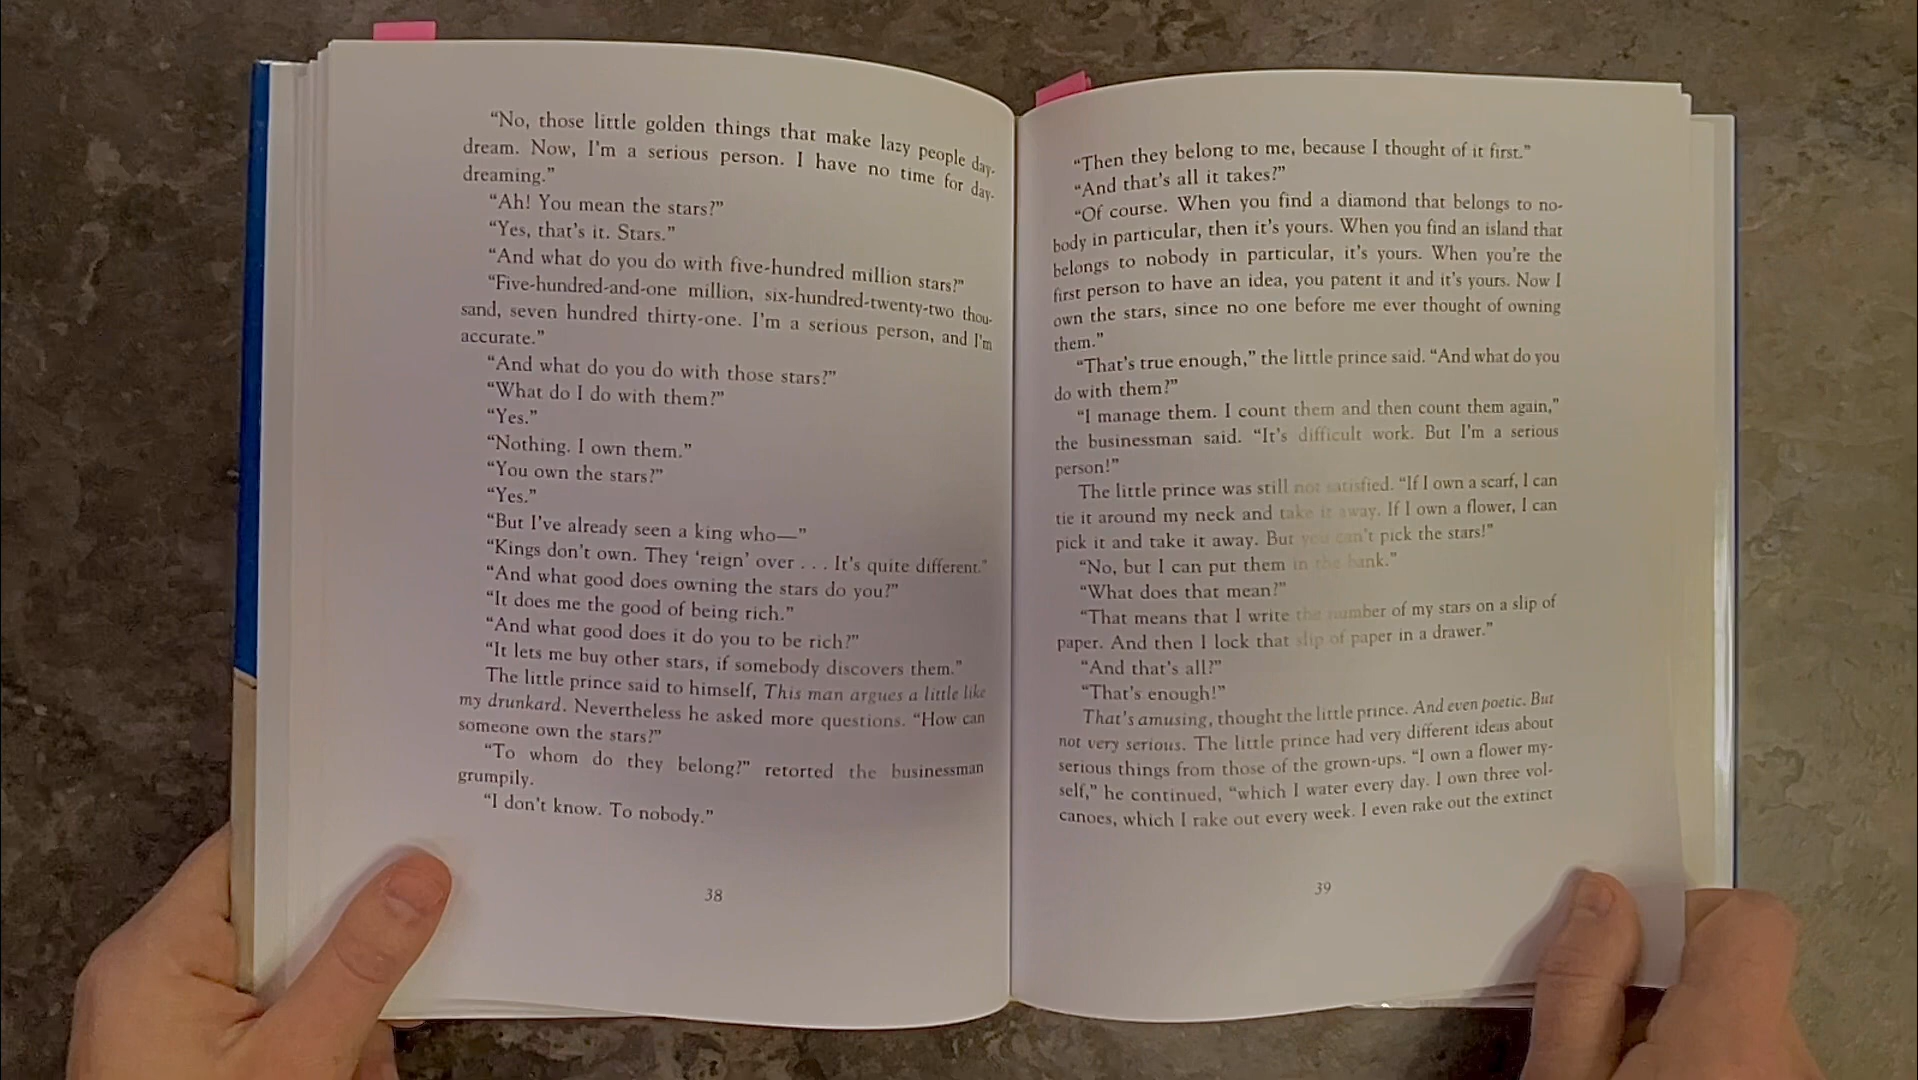 “No, those little golden things that make lazy people day-
dream. Now, I'm a serious person. I have no time for day-
dreaming.”
“Ah! You mean the stars?”
“Yes, that's it. Stars.”
“And what do you do with five-hundred million stars?”
“Five-hundred-and-one million, six-hundred-twenty-two thou-
sand, seven hundred thirty-one. I'm a serious person, and I'm
accurate.”
“And what do you do with those stars?”
“What do I do with them?”
“Yes.”
“Nothing. I own them.”
“You own the stars?”
“Yes.”
“But I've already seen a king who—”
“Kings don't own. They ‘reign’ over . . . It's quite different.”
“And what good does owning the stars do you?”
“It does me the good of being rich.”
“And what good does it do you to be rich?”
“It lets me buy other stars, if somebody discovers them.”
The little prince said to himself, This man argues a little like
my drunkard. Nevertheless he asked more questions. “How can
someone own the stars?”
“To whom do they belong?” retorted the businessman
grumpily.
“I don't know. To nobody.”
38
“Then they belong to me, because I thought of it first.”
“And that's all it takes?”
“Of course. When you find a diamond that belongs to no-
body in particular, then it's yours. When you find an island that
belongs to nobody in particular, it's yours. When you're the
first person to have an idea, you patent it and it's yours. Now I
own the stars, since no one before me ever thought of owning
them.”
“That's true enough,” the little prince said. “And what do you
do with them?”
“I manage them. I count them and then count them again,”
the businessman said. “It's difficult work. But I'm a serious
person!”
The little prince was still not satisfied. “If I own a scarf, I can
tie it around my neck and take it away. If I own a flower, I can
pick it and take it away. But you can't pick the stars!”
“No, but I can put them in the bank.”
“What does that mean?”
“That means that I write the number of my stars on a slip of
paper. And then I lock that slip of paper in a drawer.”
“And that's all?”
“That's enough!”
That's amusing, thought the little prince. And even poetic. But
not very serious. The little prince had very different ideas about
serious things from those of the grown-ups. “I own a flower my-
self,” he continued, “which I water every day. I own three vol-
canoes, which I rake out every week. I even rake out the extinct
39